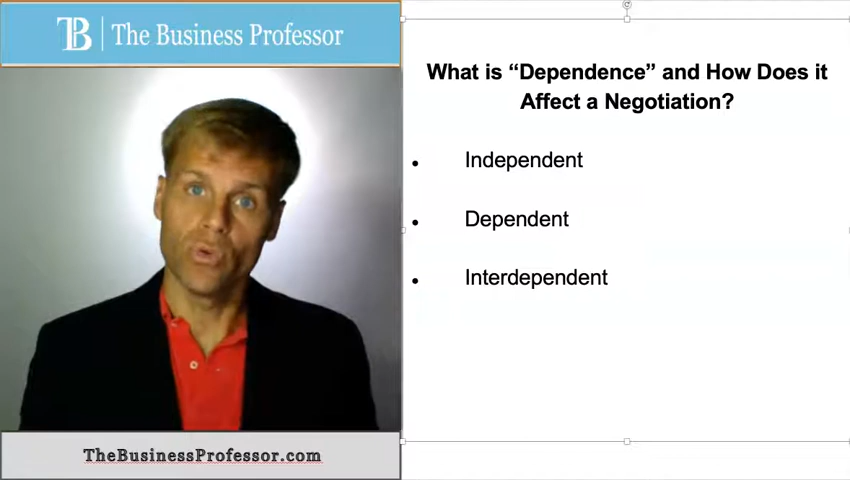 TB | The Business Professor
What is “Dependence” and How Does it
Affect a Negotiation?
• Independent
• Dependent
• Interdependent
TheBusinessProfessor.com